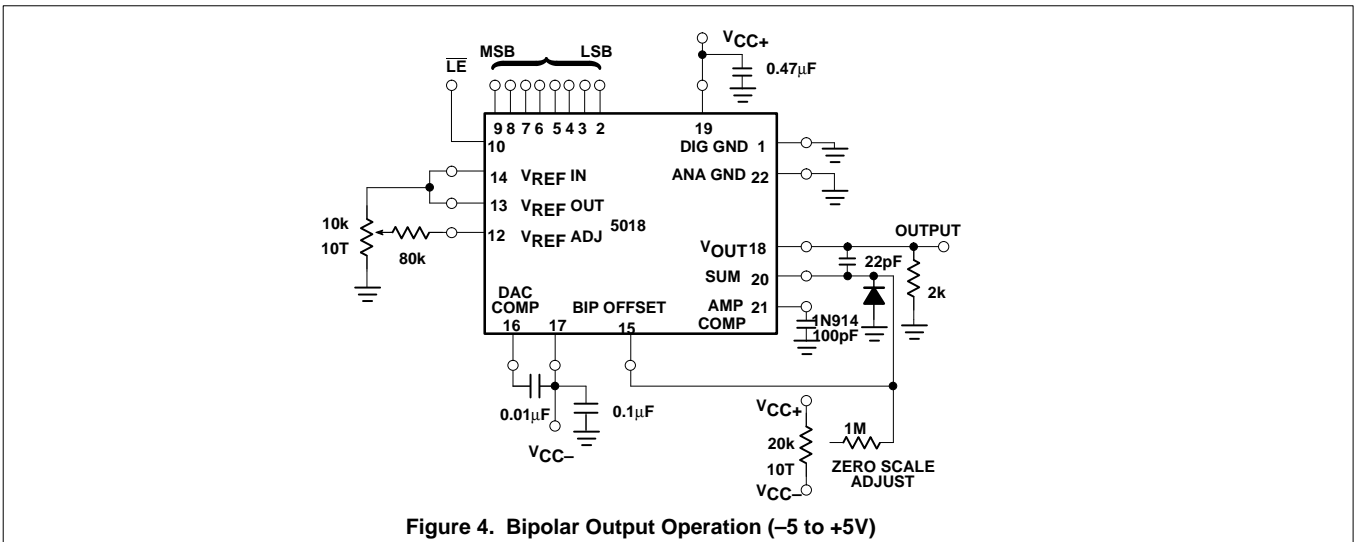 VCC+
MSB LSB
LE
0.47µF
9 8 7 6 5 4 3 2
19
10
DIG GND 1
14 VREF IN
ANA GND 22
13 VREF OUT
5018
10k
10T
12 VREF ADJ
80k
OUTPUT
VOUT 18
22pF
SUM 20
2k
DAC
COMP
BIP OFFSET
AMP
COMP
21
1N914
100pF
16 17 15
0.01µF
0.1µF
VCC–
VCC+
1M
20k
10T
ZERO SCALE
ADJUST
VCC–
Figure 4. Bipolar Output Operation (–5 to +5V)